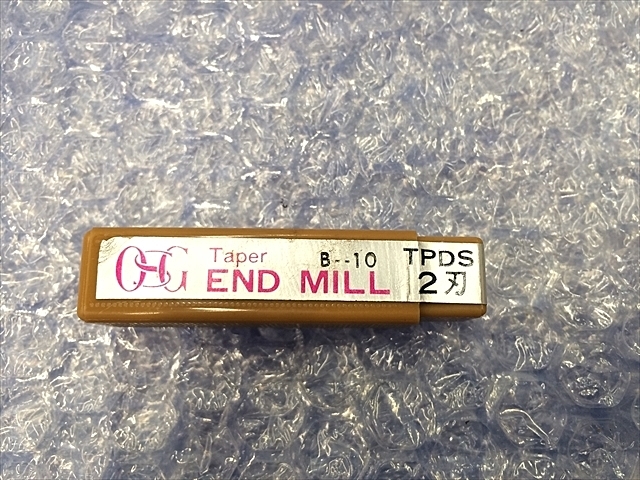 OSG Taper B--10 TPDS
END MILL 2刃